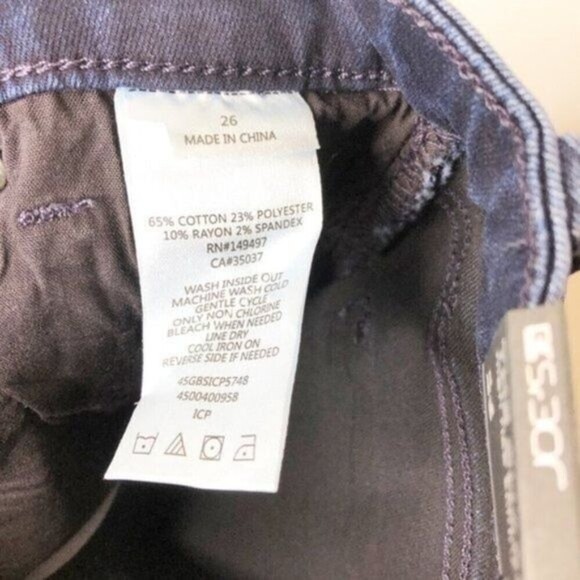 26
MADE IN CHINA
65% COTTON 23% POLYESTER
10% RAYON 2% SPANDEX
RN#149497
CA#35037
WASH INSIDE OUT
MACHINE WASH COLD
GENTLE CYCLE
ONLY NON CHLORINE
BLEACH WHEN NEEDED
LINE DRY
COOL IRON ON
REVERSE SIDE IF NEEDED
45GBSICP5748
4500400958
ICP
JOE'S